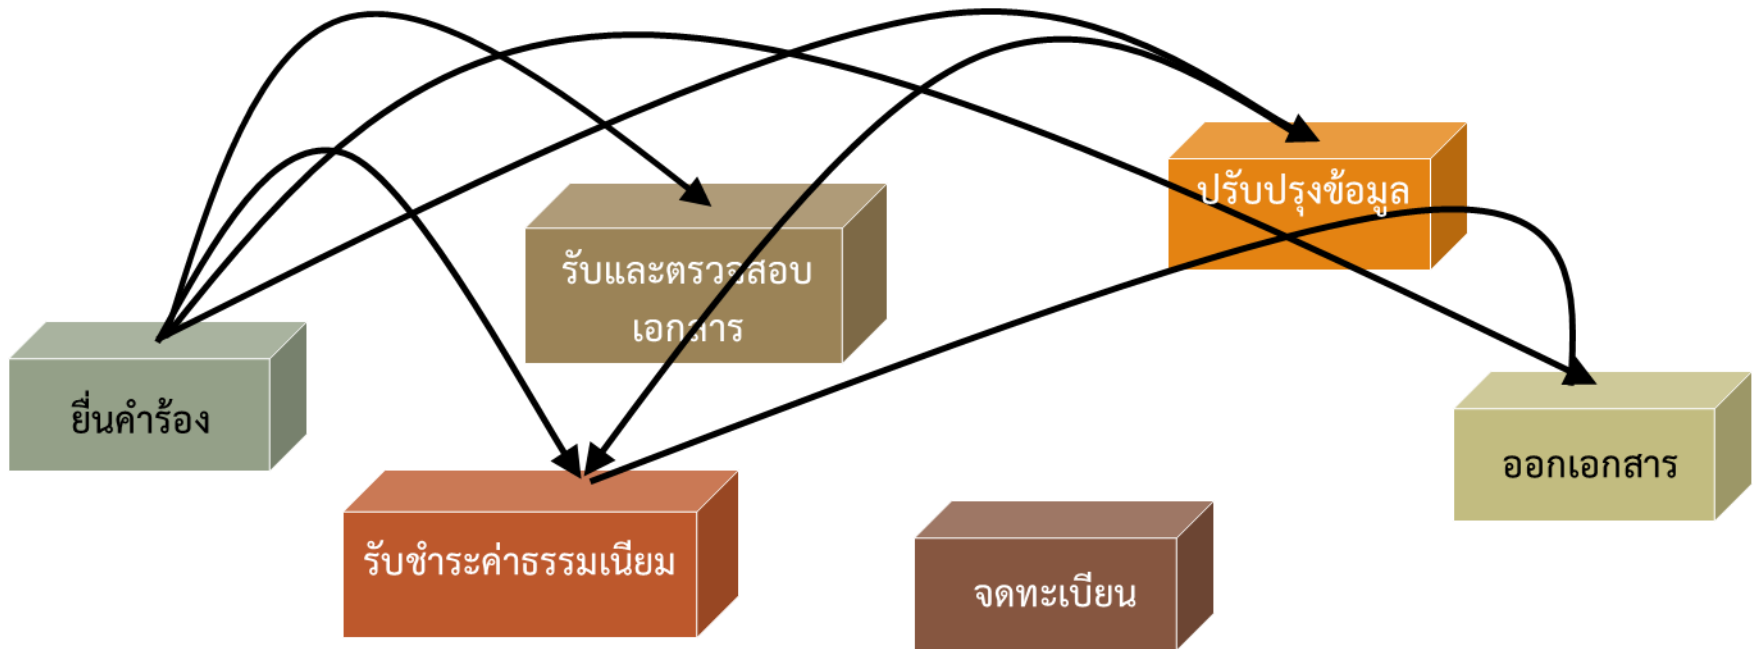 ปรับปรุงข้อมูล
รับและตรวจสอบ
เอกสาร
ยื่นคำร้อง
ออกเอกสาร
รับชำระค่าธรรมเนียม
จดทะเบียน